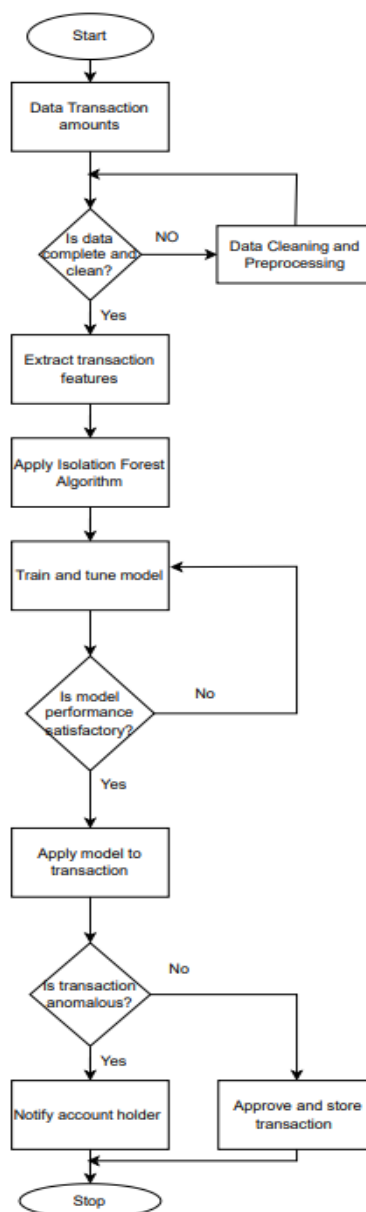 Start
Data Transaction
amounts
Is data
complete and
clean?
NO
Data Cleaning and
Preprocessing
Yes
Extract transaction
features
Apply Isolation Forest
Algorithm
Train and tune model
Is model
performance
satisfactory?
No
Yes
Apply model to
transaction
Is transaction
anomalous?
No
Yes
Notify account holder
Approve and store
transaction
Stop